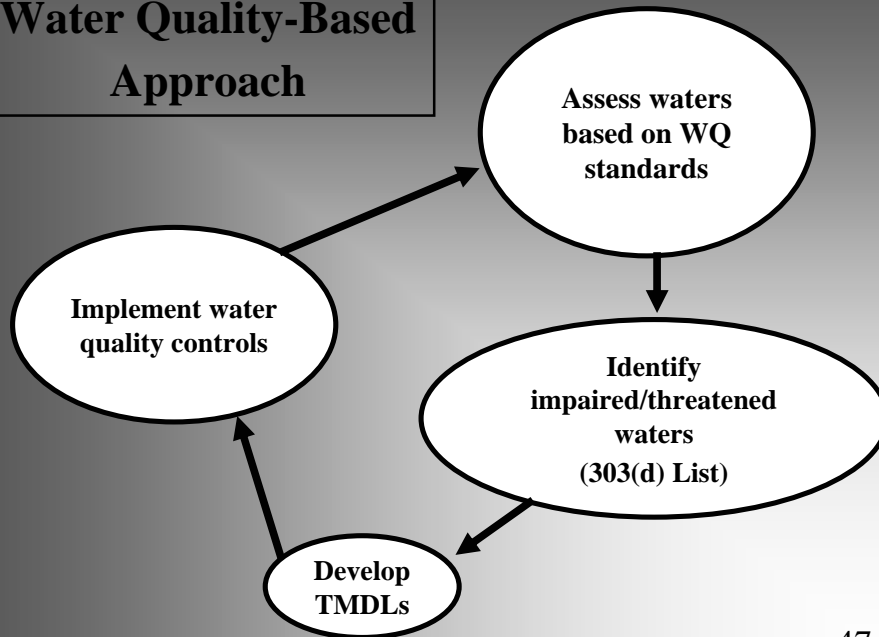 Water Quality-Based
Approach
Assess waters
based on WQ
standards
Identify
impaired/threatened
waters
(303(d) List)
Develop
TMDLs
Implement water
quality controls
47